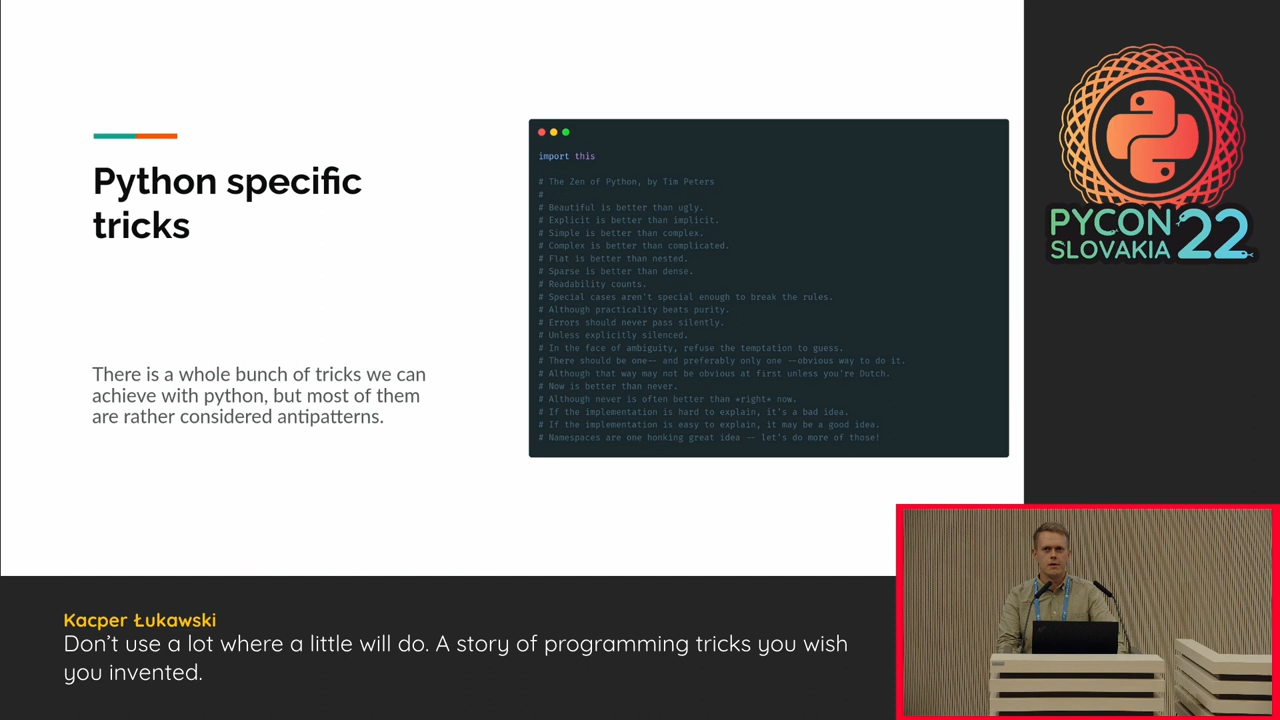 Python specific
tricks
There is a whole bunch of tricks we can
achieve with python, but most of them
are rather considered antipatterns.
import this
# The Zen of Python, by Tim Peters
#
# Beautiful is better than ugly.
# Explicit is better than implicit.
# Simple is better than complex.
# Complex is better than complicated.
# Flat is better than nested.
# Sparse is better than dense.
# Readability counts.
# Special cases aren't special enough to break the rules.
# Although practicality beats purity.
# Errors should never pass silently.
# Unless explicitly silenced.
# In the face of ambiguity, refuse the temptation to guess.
# There should be one-- and preferably only one --obvious way to do it.
# Although that way may not be obvious at first unless you're Dutch.
# Now is better than never.
# Although never is often better than *right* now.
# If the implementation is hard to explain, it's a bad idea.
# If the implementation is easy to explain, it may be a good idea.
# Namespaces are one honking great idea -- let's do more of those!
PYCON 22
SLOVAKIA
Kacper Łukawski
Don't use a lot where a little will do. A story of programming tricks you wish
you invented.